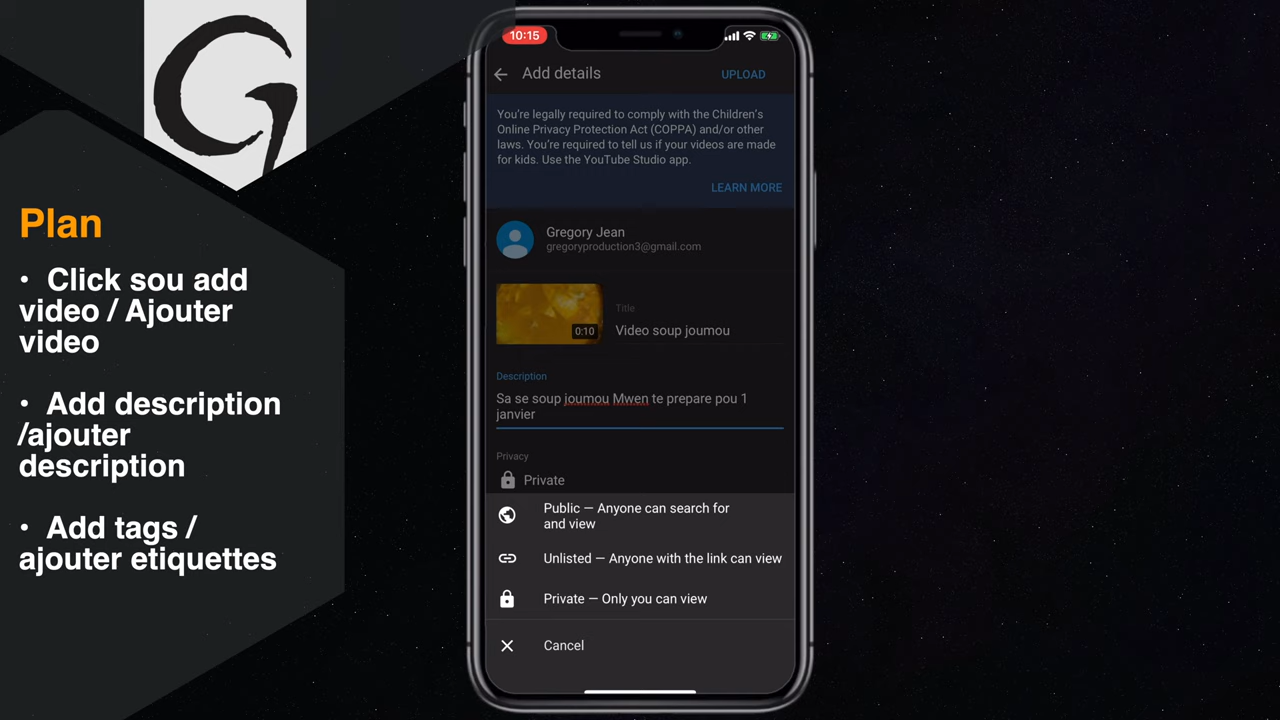 G
Plan
• Click sou add
video / Ajouter
video
• Add description
/ajouter
description
• Add tags /
ajouter etiquettes
10:15
Add details
UPLOAD
You're legally required to comply with the Children's
Online Privacy Protection Act (COPPA) and/or other
laws. You're required to tell us if your videos are made
for kids. Use the YouTube Studio app.
LEARN MORE
Gregory Jean
gregoryproduction3@gmail.com
0:10
Title
Video soup joumou
Description
Sa se soup joumou Mwen te prepare pou 1
janvier
Privacy
Private
Public — Anyone can search for
and view
Unlisted — Anyone with the link can view
Private — Only you can view
Cancel